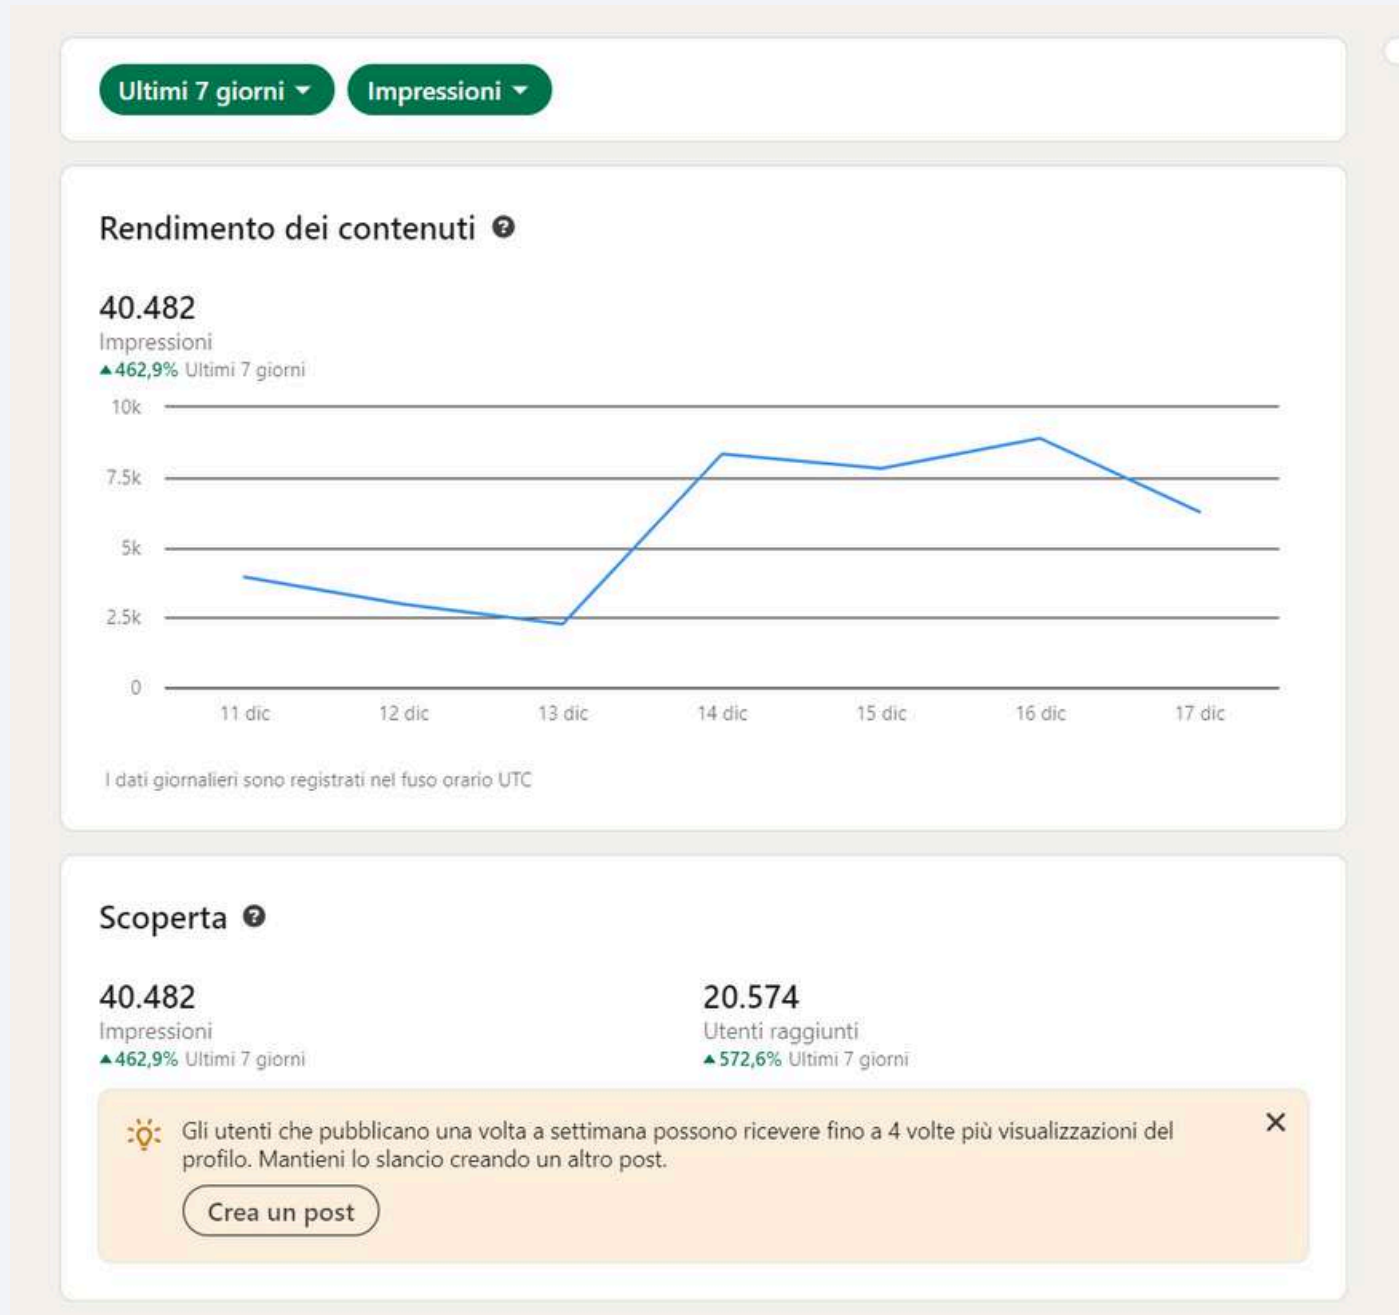 Ultimi 7 giorni Impressioni
Rendimento dei contenuti
40.482
Impressioni
462,9% Ultimi 7 giorni
10k
7.5k
5k
2.5k
0
11 dic 12 dic 13 dic 14 dic 15 dic 16 dic 17 dic
I dati giornalieri sono registrati nel fuso orario UTC
Scoperta
40.482 20.574
Impressioni Utenti raggiunti
462,9% Ultimi 7 giorni 572,6% Ultimi 7 giorni
Gli utenti che pubblicano una volta a settimana possono ricevere fino a 4 volte più visualizzazioni del
profilo. Mantieni lo slancio creando un altro post.
Crea un post